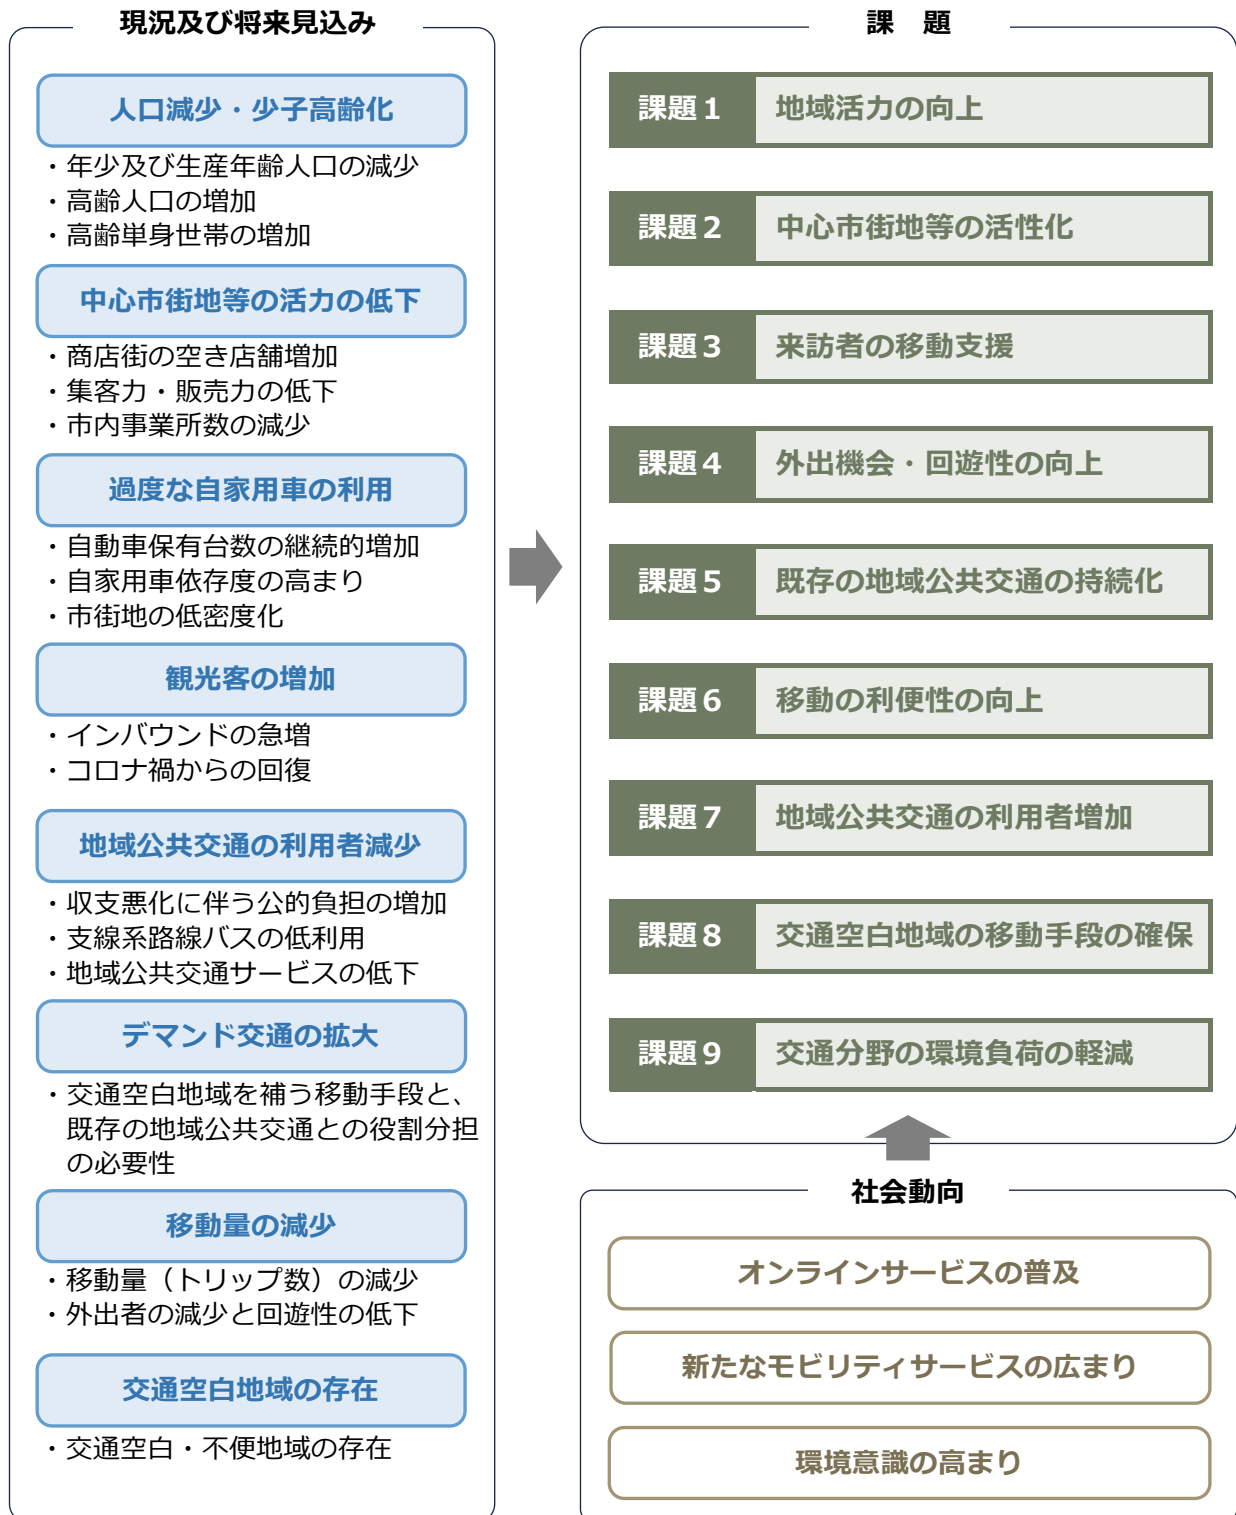 現況及び将来見込み
人口減少・少子高齢化
・年少及び生産年齢人口の減少
・高齢人口の増加
・高齢単身世帯の増加
中心市街地等の活力の低下
・商店街の空き店舗増加
・集客力・販売力の低下
・市内事業所数の減少
過度な自家用車の利用
・自動車保有台数の継続的増加
・自家用車依存度の高まり
・市街地の低密度化
観光客の増加
・インバウンドの急増
・コロナ禍からの回復
地域公共交通の利用者減少
・収支悪化に伴う公的負担の増加
・支線系路線バスの低利用
・地域公共交通サービスの低下
デマンド交通の拡大
・交通空白地域を補う移動手段と、
既存の地域公共交通との役割分担
の必要性
移動量の減少
・移動量（トリップ数）の減少
・外出者の減少と回遊性の低下
交通空白地域の存在
・交通空白・不便地域の存在
課　題
課題１ 地域活力の向上
課題２ 中心市街地等の活性化
課題３ 来訪者の移動支援
課題４ 外出機会・回遊性の向上
課題５ 既存の地域公共交通の持続化
課題６ 移動の利便性の向上
課題７ 地域公共交通の利用者増加
課題８ 交通空白地域の移動手段の確保
課題９ 交通分野の環境負荷の軽減
社会動向
オンラインサービスの普及
新たなモビリティサービスの広まり
環境意識の高まり